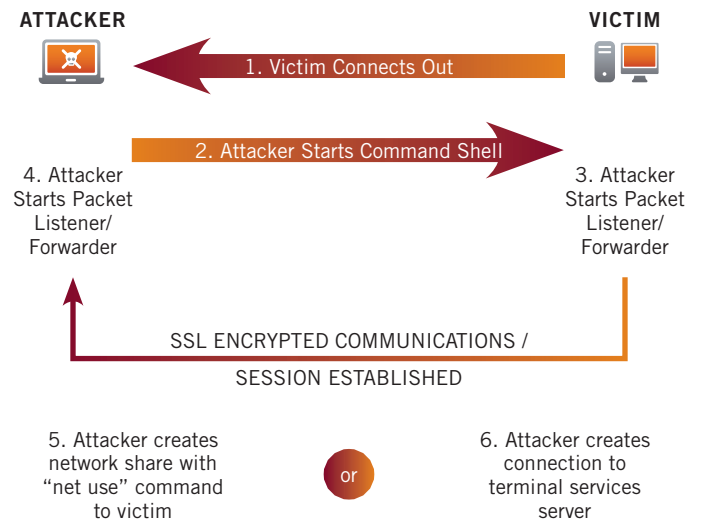 ATTACKER
VICTIM
1. Victim Connects Out
2. Attacker Starts Command Shell
4. Attacker
Starts Packet
Listener/
Forwarder
3. Attacker
Starts Packet
Listener/
Forwarder
SSL ENCRYPTED COMMUNICATIONS /
SESSION ESTABLISHED
5. Attacker creates
network share with
“net use” command
to victim
or
6. Attacker creates
connection to
terminal services
server